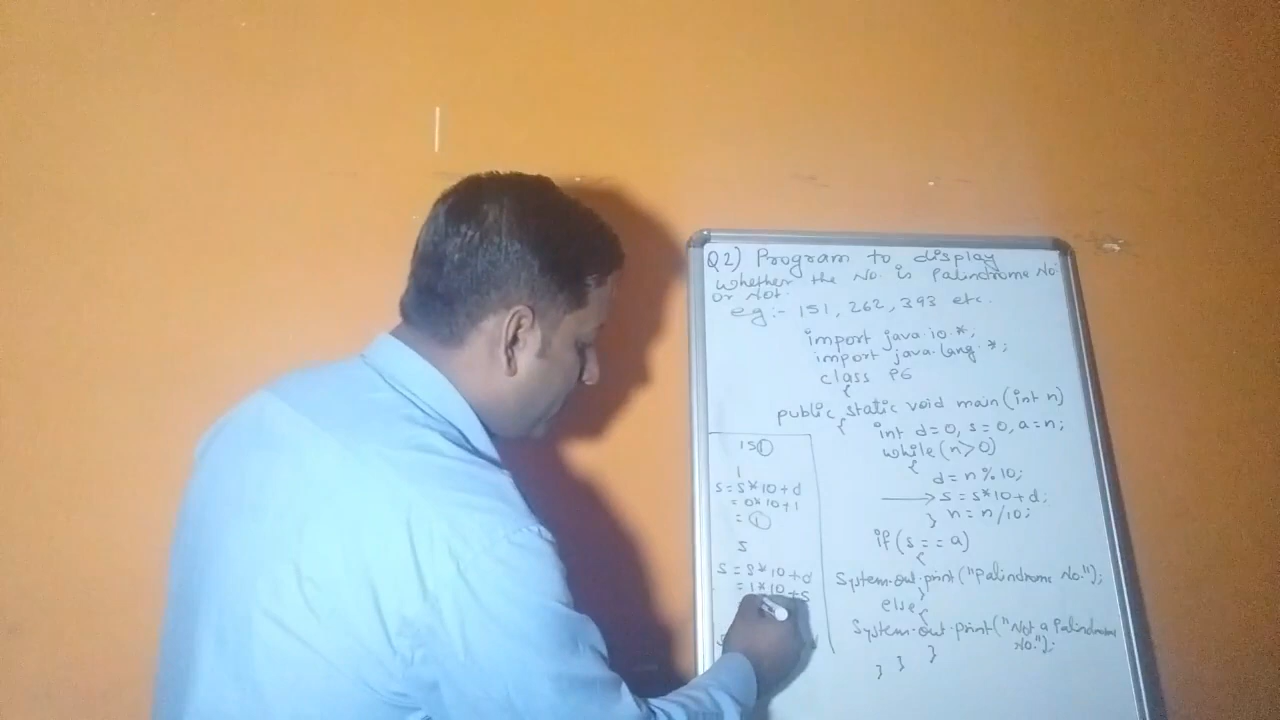 Q2) Program to display
whether the No. is Palindrome No.
or Not.
eg:- 151, 262, 393 etc.
import java.io.*;
import java.lang.*;
class P6
{
public static void main(int n)
{
int d=0, s=0, a=n;
while(n>0)
{
d=n%10;
s=s*10+d;
} n=n/10;
if(s==a)
{
System.out.print("Palindrome No.");
}
else{
System.out.print("Not a Palindrome
No.");
} } }
151
1
s=s*10+d
=0*10+1
=1
5
s=s*10+d
=1*10+5